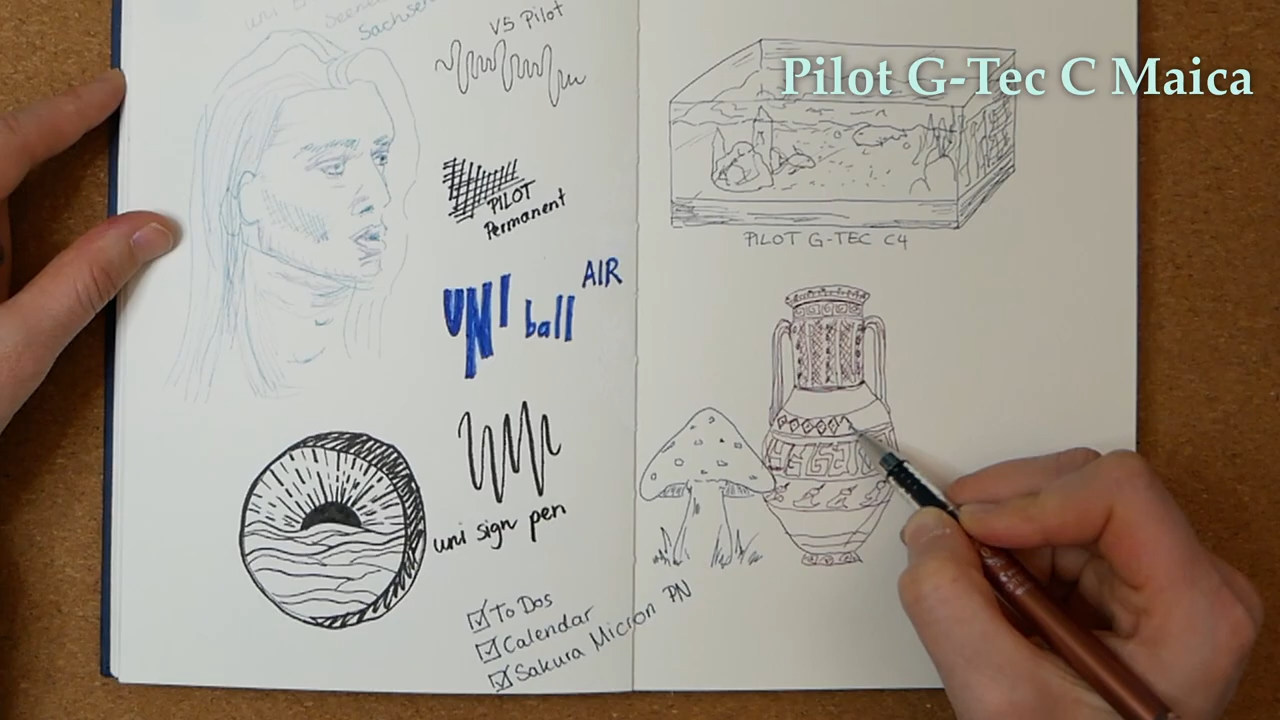 Sachsen
V5 Pilot
PILOT
Permanent
UNI ball AIR
uni sign pen
To Dos
Calendar
Sakura Micron PN
Pilot G-Tec C Maica
PILOT G-TEC C4